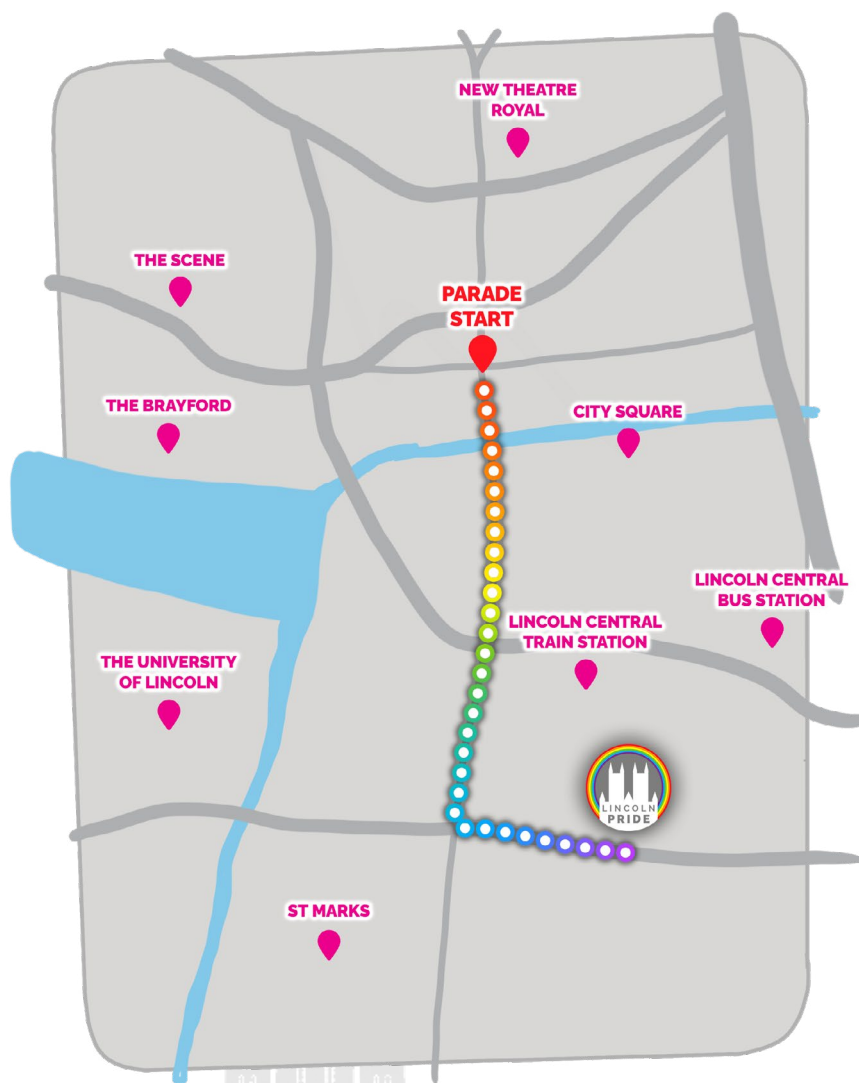 NEW THEATRE
ROYAL
THE SCENE
PARADE
START
THE BRAYFORD
CITY SQUARE
LINCOLN CENTRAL
BUS STATION
LINCOLN CENTRAL
TRAIN STATION
THE UNIVERSITY
OF LINCOLN
LINCOLN
PRIDE
ST MARKS